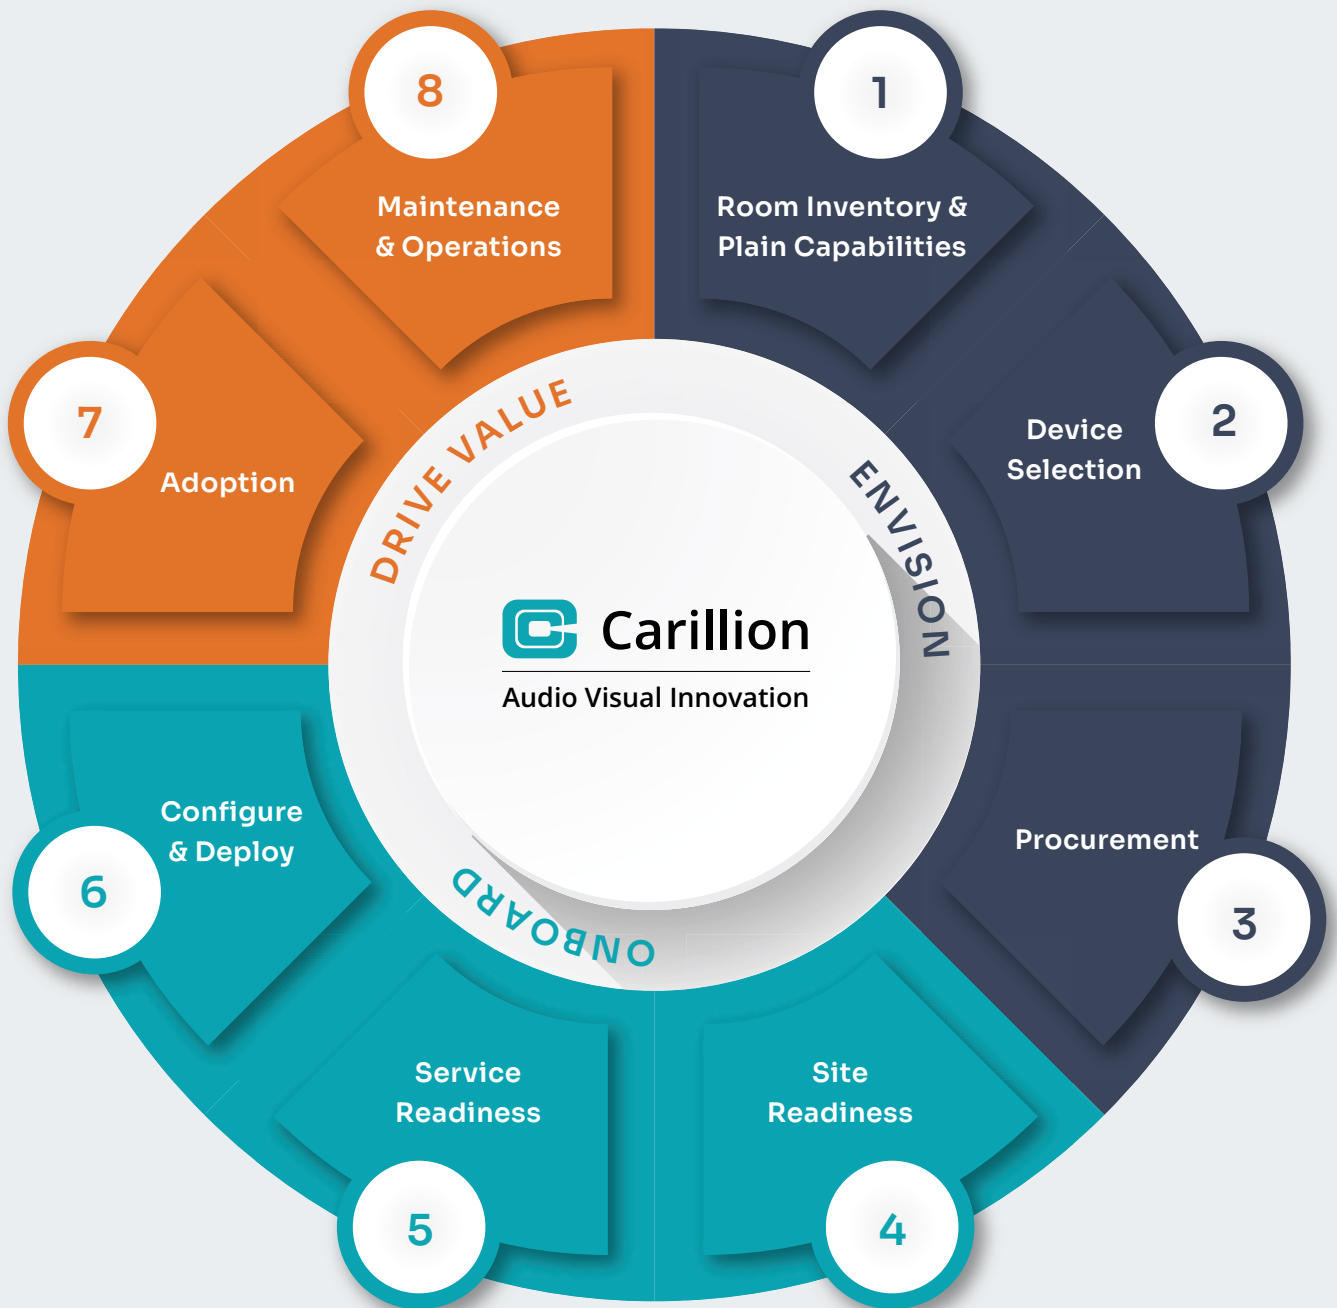 1
Room Inventory &
Plain Capabilities
2
Device
Selection
3
Procurement
4
Site
Readiness
5
Service
Readiness
6
Configure
& Deploy
7
Adoption
8
Maintenance
& Operations
ENVISION
ONBOARD
DRIVE VALUE
Carillion
Audio Visual Innovation